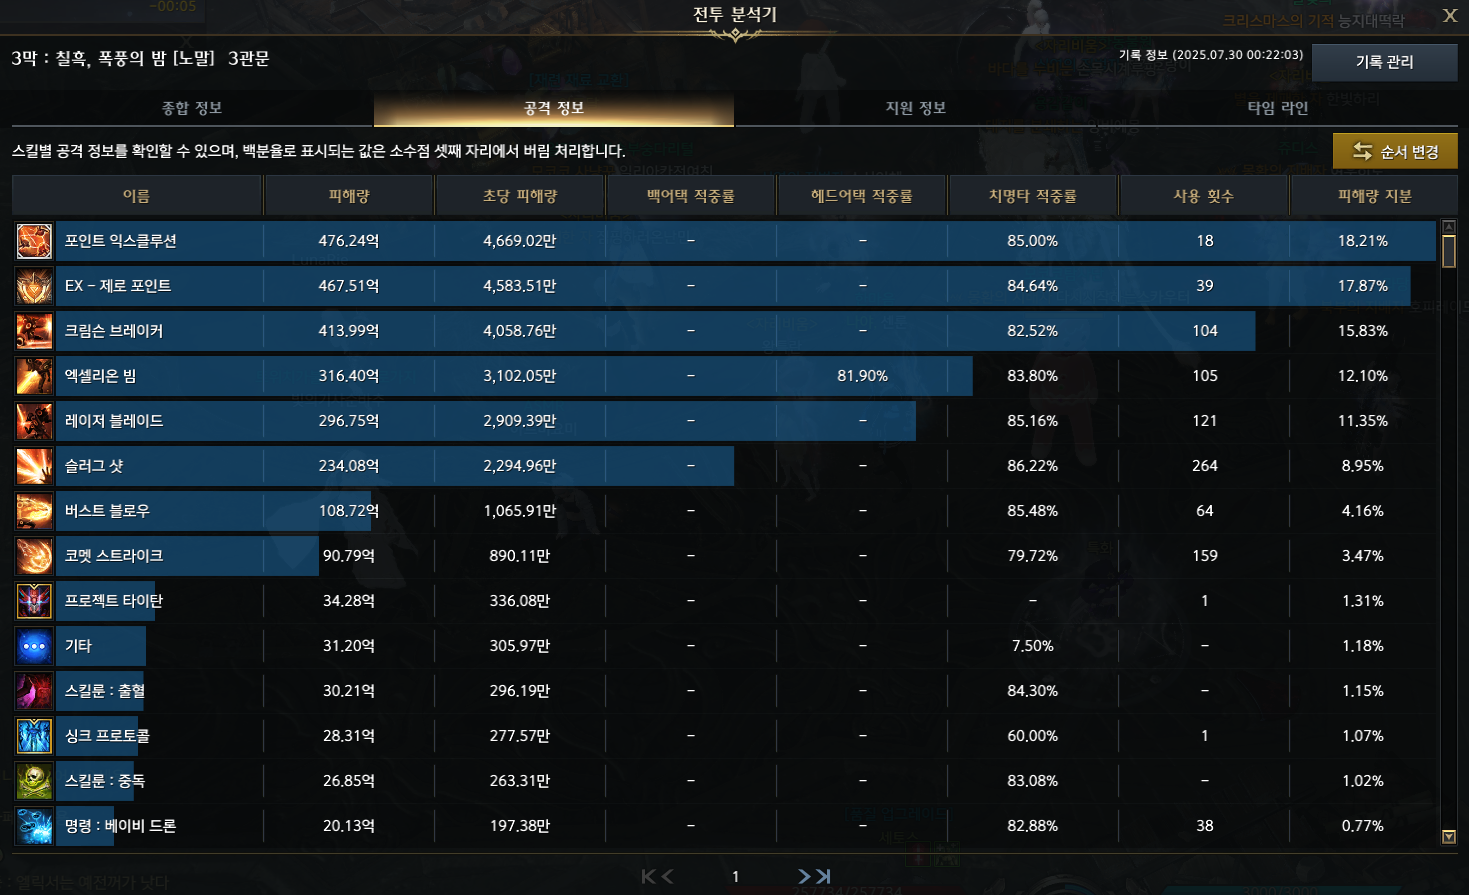 -00:05
전투 분석기
X
크리스마스의 기적 능지대떡락
3막 : 칠흑, 폭풍의 밤 [노말] 3관문
기록 정보 (2025.07.30 00:22:03)
기록 관리
종합 정보 공격 정보 지원 정보 타임 라인
스킬별 공격 정보를 확인할 수 있으며, 백분율로 표시되는 값은 소수점 셋째 자리에서 버림 처리합니다.
순서 변경
이름 피해량 초당 피해량 백어택 적중률 헤드어택 적중률 치명타 적중률 사용 횟수 피해량 지분
포인트 익스클루션 476.24억 4,669.02만 - - 85.00% 18 18.21%
EX - 제로 포인트 467.51억 4,583.51만 - - 84.64% 39 17.87%
크림슨 브레이커 413.99억 4,058.76만 - - 82.52% 104 15.83%
엑셀리온 빔 316.40억 3,102.05만 - 81.90% 83.80% 105 12.10%
레이저 블레이드 296.75억 2,909.39만 - - 85.16% 121 11.35%
슬러그 샷 234.08억 2,294.96만 - - 86.22% 264 8.95%
버스트 블로우 108.72억 1,065.91만 - - 85.48% 64 4.16%
코멧 스트라이크 90.79억 890.11만 - - 79.72% 159 3.47%
프로젝트 타이탄 34.28억 336.08만 - - - 1 1.31%
기타 31.20억 305.97만 - - 7.50% - 1.18%
스킬룬 : 출혈 30.21억 296.19만 - - 84.30% - 1.15%
싱크 프로토콜 28.31억 277.57만 - - 60.00% 1 1.07%
스킬룬 : 중독 26.85억 263.31만 - - 83.08% - 1.02%
명령 : 베이비 드론 20.13억 197.38만 - - 82.88% 38 0.77%
1
257734/257734